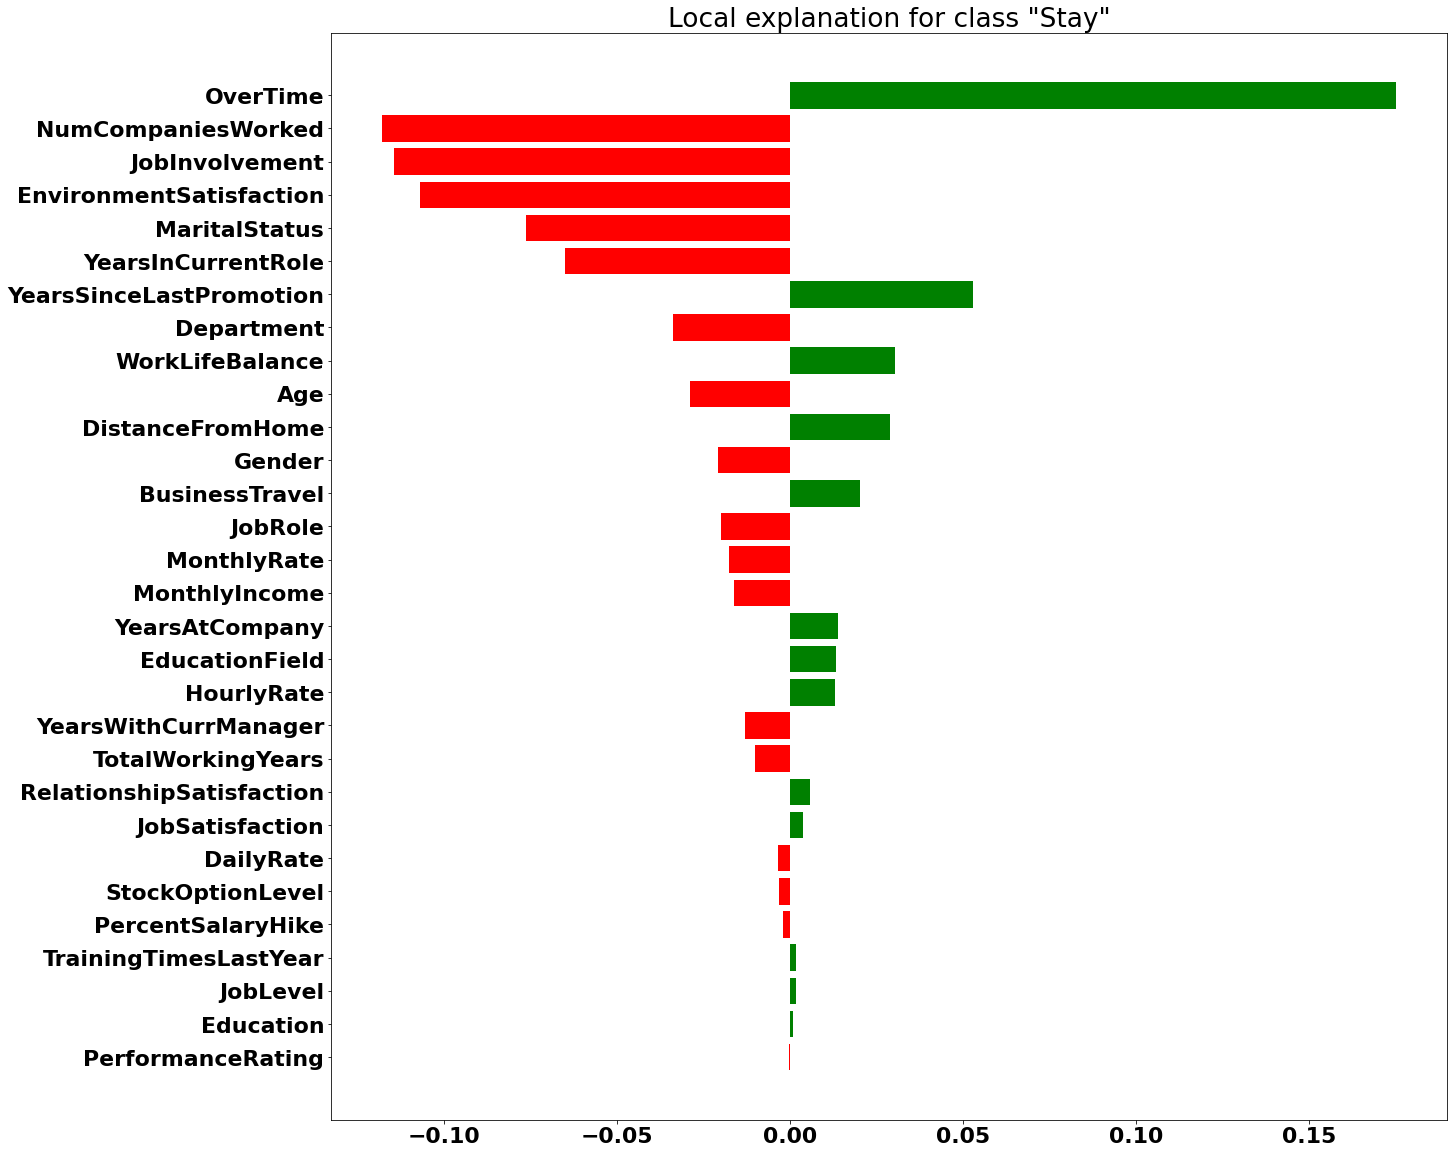 Local explanation for class "Stay"
OverTime
NumCompaniesWorked
JobInvolvement
EnvironmentSatisfaction
MaritalStatus
YearsInCurrentRole
YearsSinceLastPromotion
Department
WorkLifeBalance
Age
DistanceFromHome
Gender
BusinessTravel
JobRole
MonthlyRate
MonthlyIncome
YearsAtCompany
EducationField
HourlyRate
YearsWithCurrManager
TotalWorkingYears
RelationshipSatisfaction
JobSatisfaction
DailyRate
StockOptionLevel
PercentSalaryHike
TrainingTimesLastYear
JobLevel
Education
PerformanceRating
−0.10 −0.05 0.00 0.05 0.10 0.15